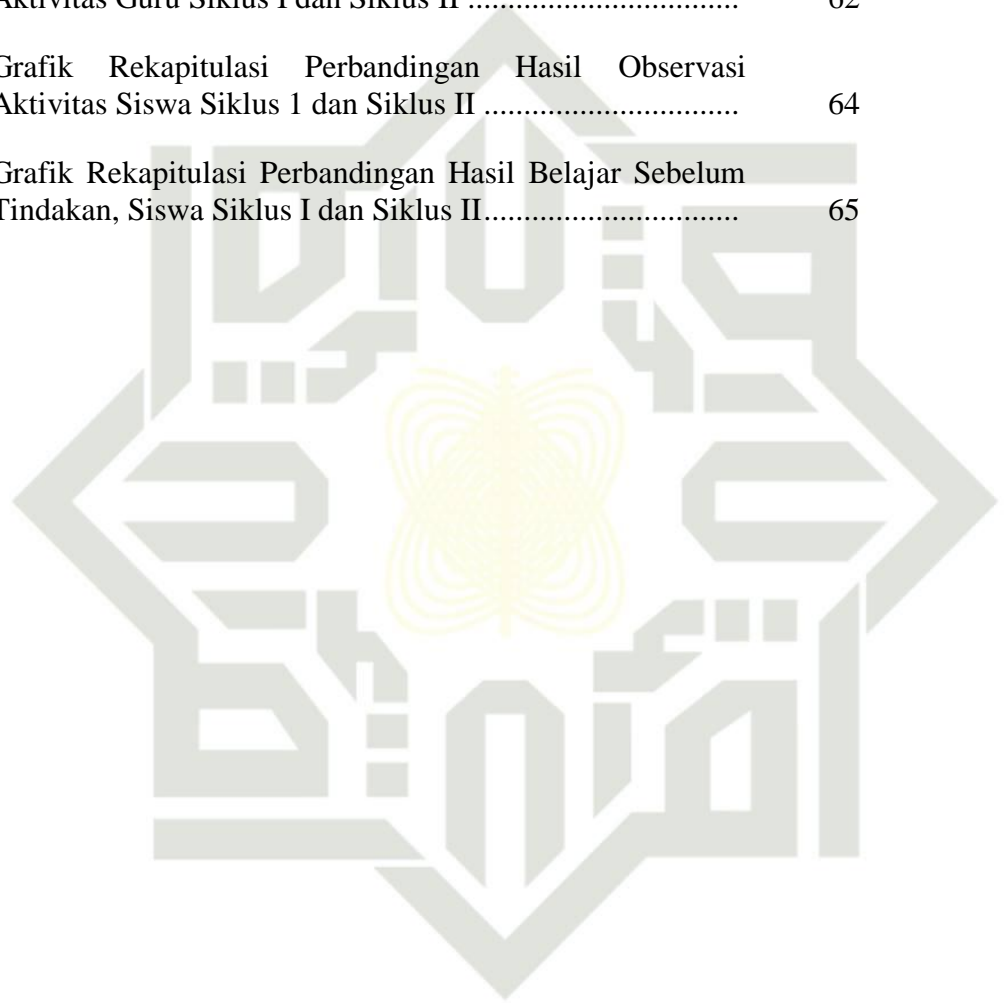 Aktivitas Guru Siklus I dan Siklus II .................................. 62
Grafik Rekapitulasi Perbandingan Hasil Observasi
Aktivitas Siswa Siklus 1 dan Siklus II ................................ 64
Grafik Rekapitulasi Perbandingan Hasil Belajar Sebelum
Tindakan, Siswa Siklus I dan Siklus II................................ 65